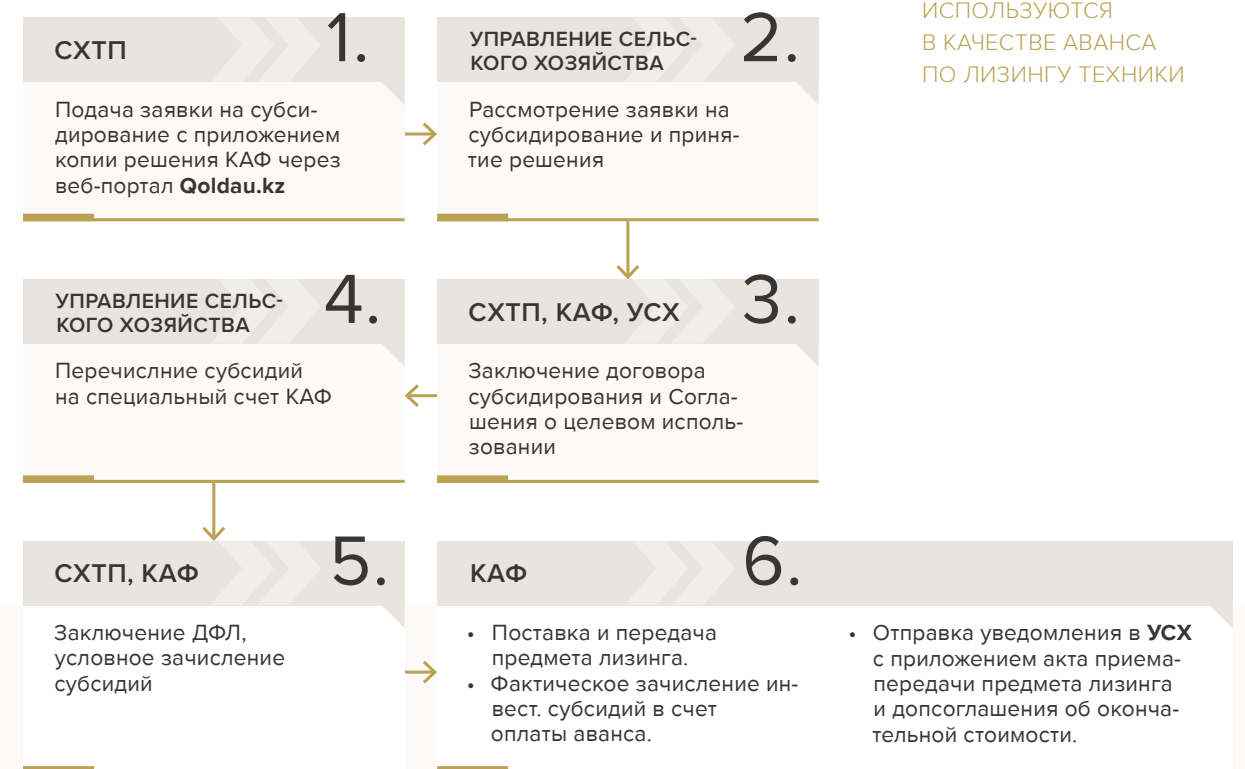 ИСПОЛЬЗУЮТСЯ
В КАЧЕСТВЕ АВАНСА
ПО ЛИЗИНГУ ТЕХНИКИ
СХТП
1.
Подача заявки на субси-
дирование с приложением
копии решения КАФ через
веб-портал Qoldau.kz
УПРАВЛЕНИЕ СЕЛЬС-
КОГО ХОЗЯЙСТВА
2.
Рассмотрение заявки на
субсидирование и приня-
тие решения
СХТП, КАФ, УСХ
3.
Заключение договора
субсидирования и Согла-
шения о целевом исполь-
зовании
УПРАВЛЕНИЕ СЕЛЬС-
КОГО ХОЗЯЙСТВА
4.
Перечислние субсидий
на специальный счет КАФ
СХТП, КАФ
5.
Заключение ДФЛ,
условное зачисление
субсидий
КАФ
6.
• Поставка и передача
предмета лизинга.
• Фактическое зачисление ин-
вест. субсидий в счет
оплаты аванса.
• Отправка уведомления в УСХ
с приложением акта приема-
передачи предмета лизинга
и допсоглашения об оконча-
тельной стоимости.